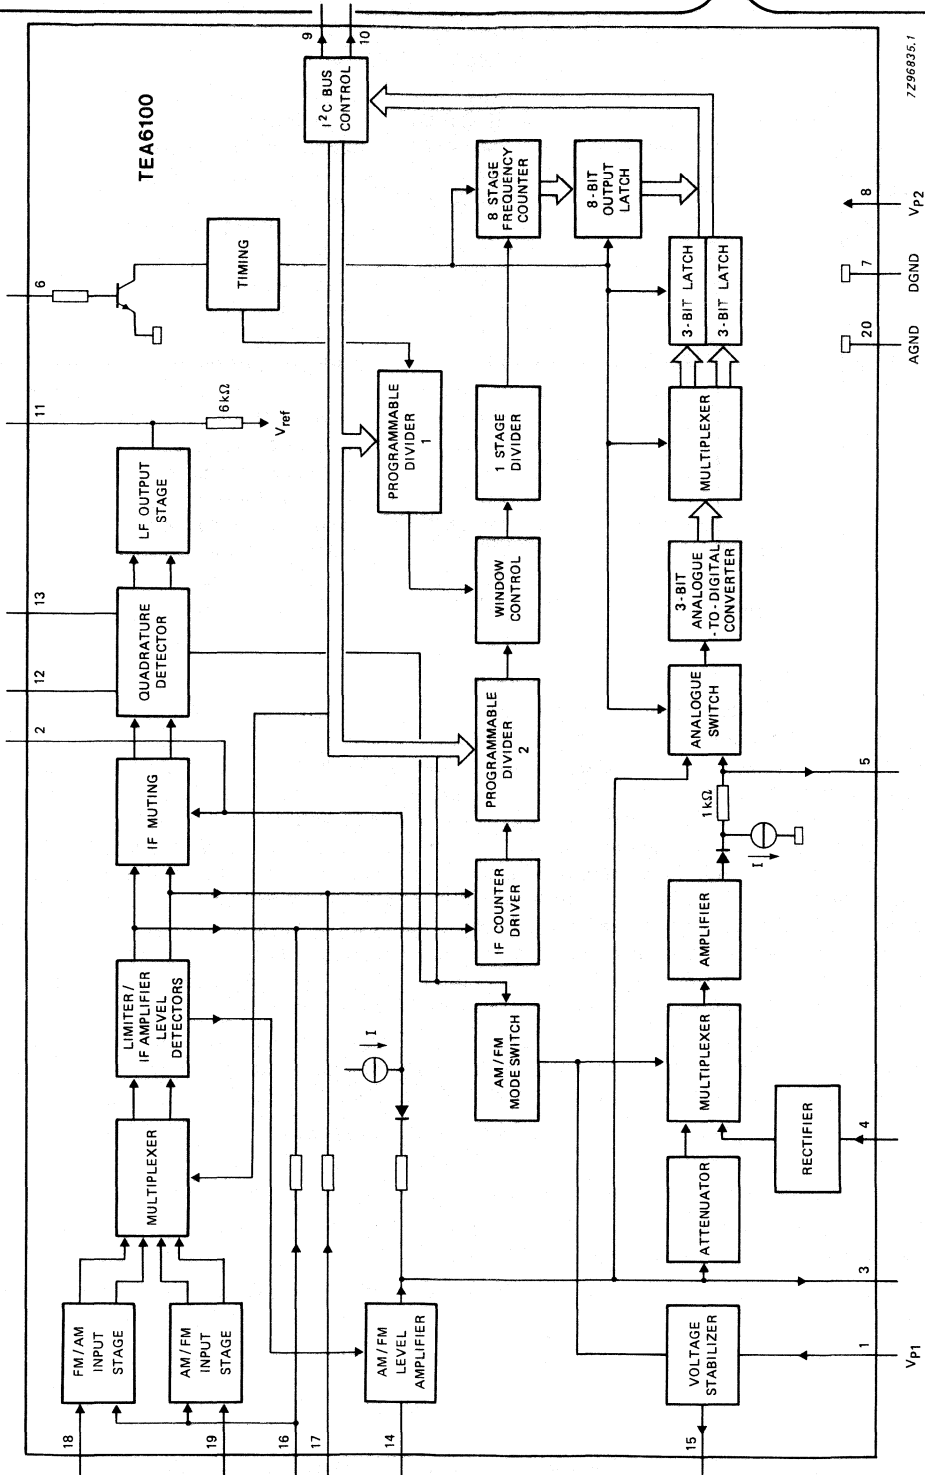 18
19
16
17
14
15
FM/AM
INPUT
STAGE
AM/FM
INPUT
STAGE
AM/FM
LEVEL
AMPLIFIER
VOLTAGE
STABILIZER
1
VP1
MULTIPLEXER
ATTENUATOR
3
RECTIFIER
4
LIMITER/
IF AMPLIFIER
LEVEL
DETECTORS
I
AM/FM
MODE SWITCH
MULTIPLEXER
IF COUNTER
DRIVER
AMPLIFIER
I
IF MUTING
1 kΩ
2
PROGRAMMABLE
DIVIDER
2
ANALOGUE
SWITCH
5
12
13
QUADRATURE
DETECTOR
WINDOW
CONTROL
3-BIT
ANALOGUE
-TO-DIGITAL
CONVERTER
LF OUTPUT
STAGE
11
6 kΩ
Vref
PROGRAMMABLE
DIVIDER
1
1 STAGE
DIVIDER
MULTIPLEXER
6
TIMING
3-BIT LATCH
3-BIT LATCH
20
AGND
7
DGND
8
VP2
TEA6100
8 STAGE
FREQUENCY
COUNTER
8-BIT
OUTPUT
LATCH
9
10
I²C BUS
CONTROL
7Z96835.1